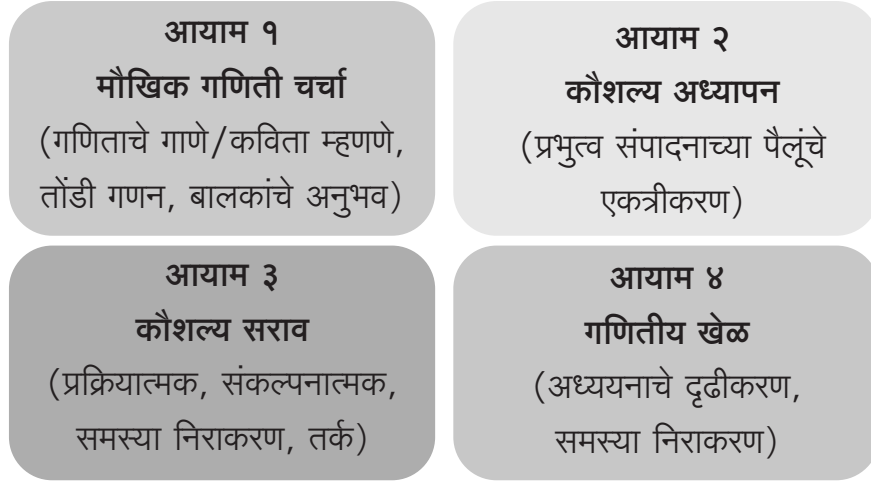 आयाम १
मौखिक गणिती चर्चा
(गणिताचे गाणे/कविता म्हणणे,
तोंडी गणन, बालकांचे अनुभव)
आयाम २
कौशल्य अध्यापन
(प्रभुत्व संपादनाच्या पैलूंचे
एकत्रीकरण)
आयाम ३
कौशल्य सराव
(प्रक्रियात्मक, संकल्पनात्मक,
समस्या निराकरण, तर्क)
आयाम ४
गणितीय खेळ
(अध्ययनाचे दृढीकरण,
समस्या निराकरण)